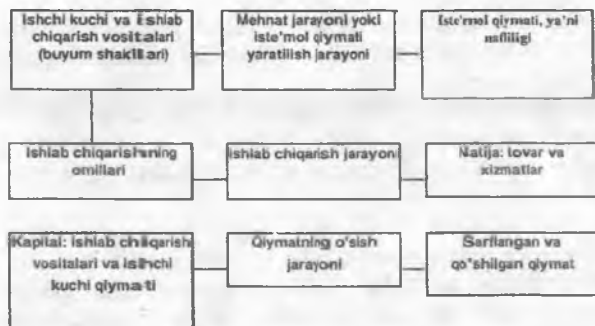 Ishchi kuchi va ishlab
chiqarish vositalari
(buyum shakllari)
Mehnat jarayoni yoki
iste'mol qiymati
yaratilish jarayoni
Iste'mol qiymati, ya'ni
nafliligi
Ishlab chiqarishning
omillari
Ishlab chiqarish jarayoni
Natija: tovar va
xizmatlar
Kapital: ishlab chiqarish
vositalari va ishchi
kuchi qiymati
Qiymatning o'sish
jarayoni
Sarflangan va
qo'shilgan qiymat